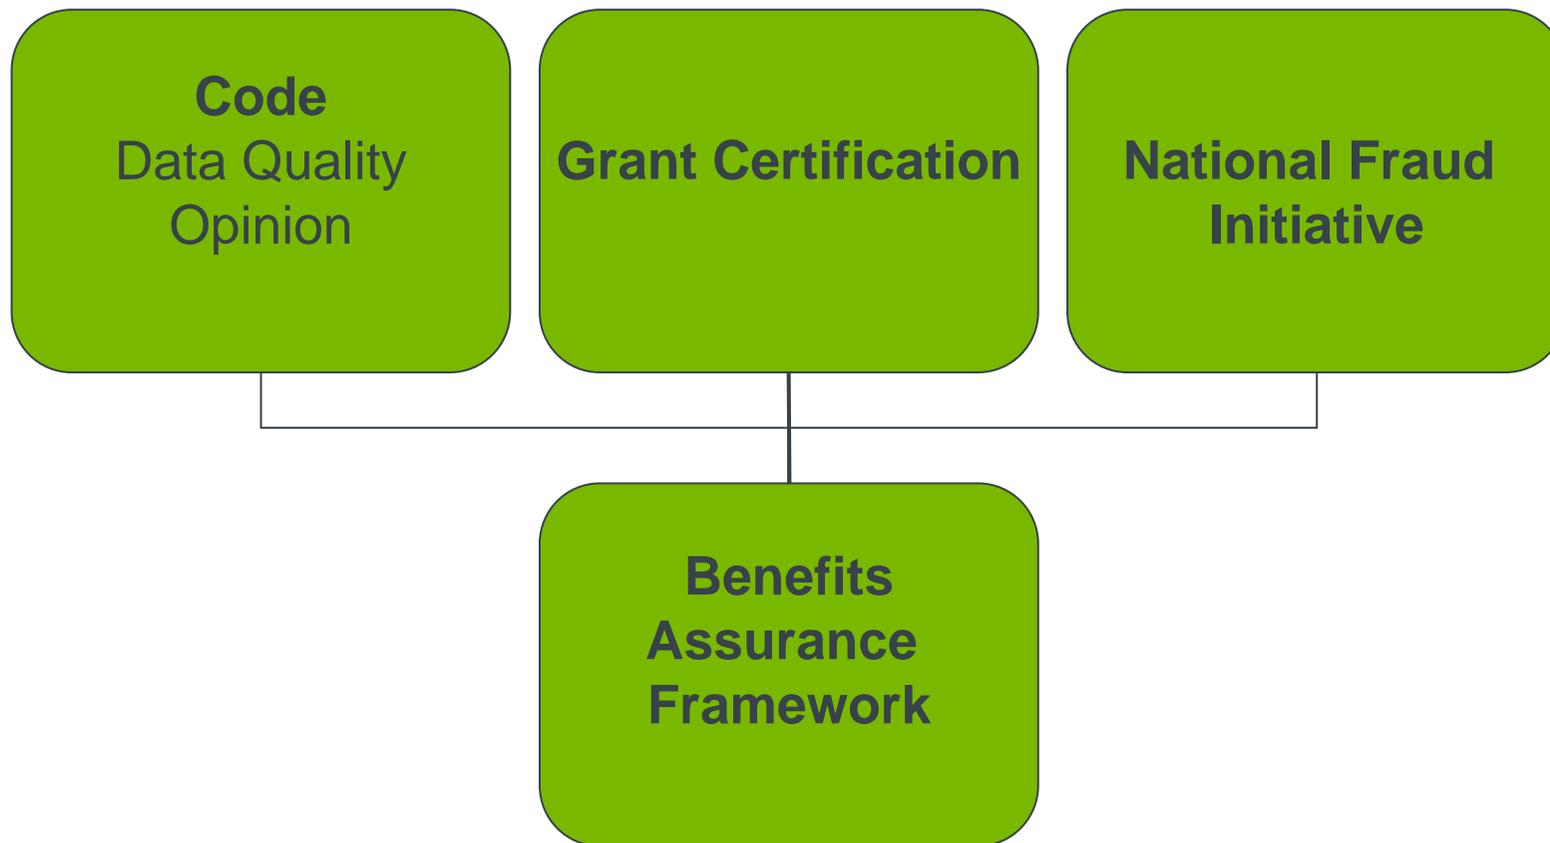 Code
Data Quality
Opinion
Grant Certification
National Fraud
Initiative
Benefits
Assurance
Framework